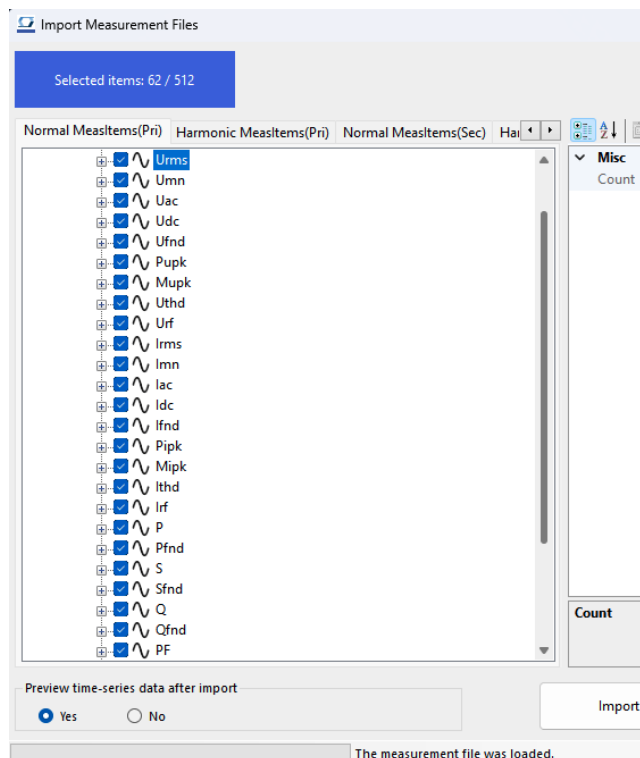 Import Measurement Files
Selected items: 62 / 512
Normal MeasItems(Pri) Harmonic MeasItems(Pri) Normal MeasItems(Sec)
Misc
Count
Urms
Umn
Uac
Udc
Ufnd
Pupk
Mupk
Uthd
Urf
Irms
Imn
Iac
Idc
Ifnd
Pipk
Mipk
Ithd
Irf
P
Pfnd
S
Sfnd
Q
Qfnd
PF
Count
Preview time-series data after import
Yes No
Import
The measurement file was loaded.